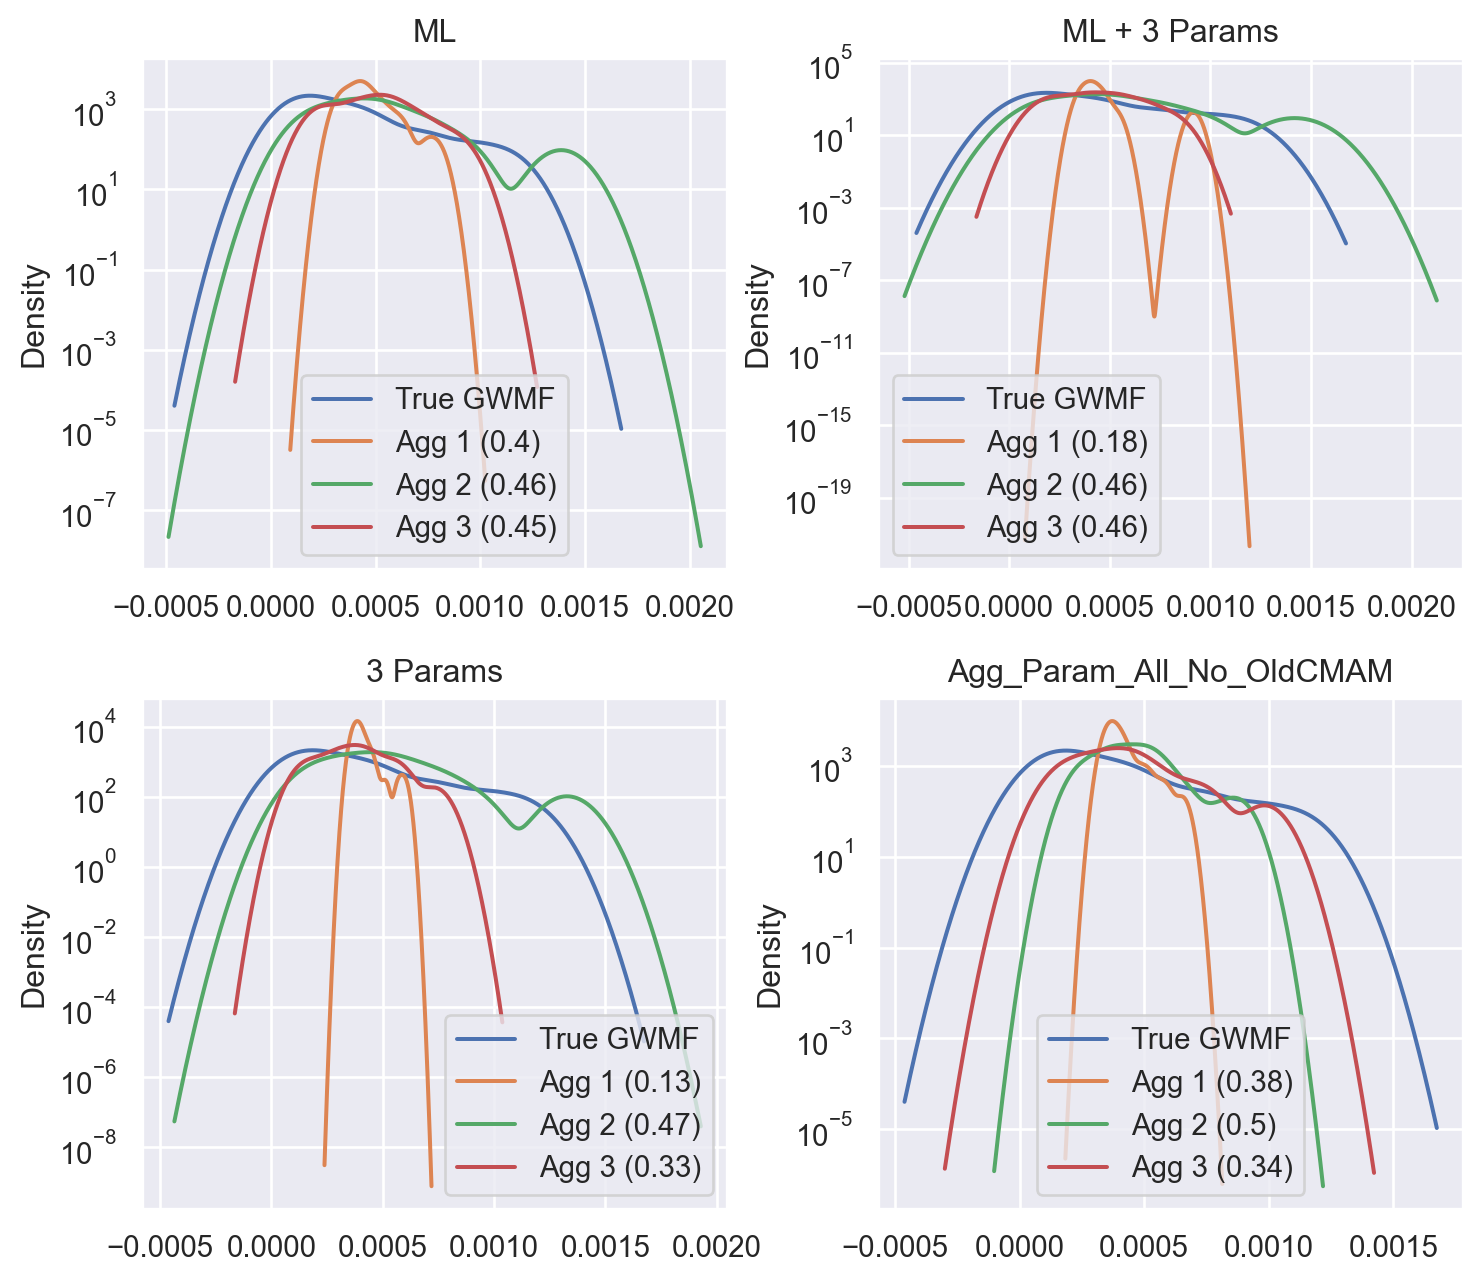 ML
Density
10^3
10^1
10^−1
10^−3
10^−5
10^−7
True GWMF
Agg 1 (0.4)
Agg 2 (0.46)
Agg 3 (0.45)
−0.0005 0.0000 0.0005 0.0010 0.0015 0.0020
ML + 3 Params
Density
10^5
10^1
10^−3
10^−7
10^−11
10^−15
10^−19
True GWMF
Agg 1 (0.18)
Agg 2 (0.46)
Agg 3 (0.46)
−0.0005 0.0000 0.0005 0.0010 0.0015 0.0020
3 Params
Density
10^4
10^2
10^0
10^−2
10^−4
10^−6
10^−8
True GWMF
Agg 1 (0.13)
Agg 2 (0.47)
Agg 3 (0.33)
−0.0005 0.0000 0.0005 0.0010 0.0015 0.0020
Agg_Param_All_No_OldCMAM
Density
10^3
10^1
10^−1
10^−3
10^−5
True GWMF
Agg 1 (0.38)
Agg 2 (0.5)
Agg 3 (0.34)
−0.0005 0.0000 0.0005 0.0010 0.0015